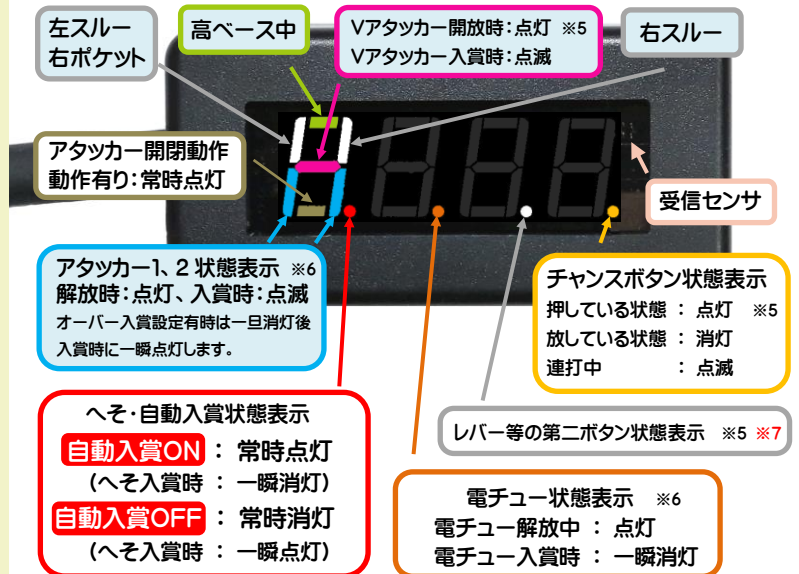 左スルー
右ポケット
高ベース中
Vアタッカー開放時：点灯 ※5
Vアタッカー入賞時：点滅
右スルー
アタッカー開閉動作
動作有り：常時点灯
受信センサ
アタッカー1、2 状態表示 ※6
解放時：点灯、入賞時：点滅
オーバー入賞設定有時は一旦消灯後
入賞時に一瞬点灯します。
チャンスボタン状態表示
押している状態 ： 点灯 ※5
放している状態 ： 消灯
連打中 ： 点滅
へそ・自動入賞状態表示
自動入賞ON ： 常時点灯
（へそ入賞時 ： 一瞬消灯）
自動入賞OFF ： 常時消灯
（へそ入賞時 ： 一瞬点灯）
レバー等の第二ボタン状態表示 ※5 ※7
電チュー状態表示 ※6
電チュー解放中 ： 点灯
電チュー入賞時 ： 一瞬消灯